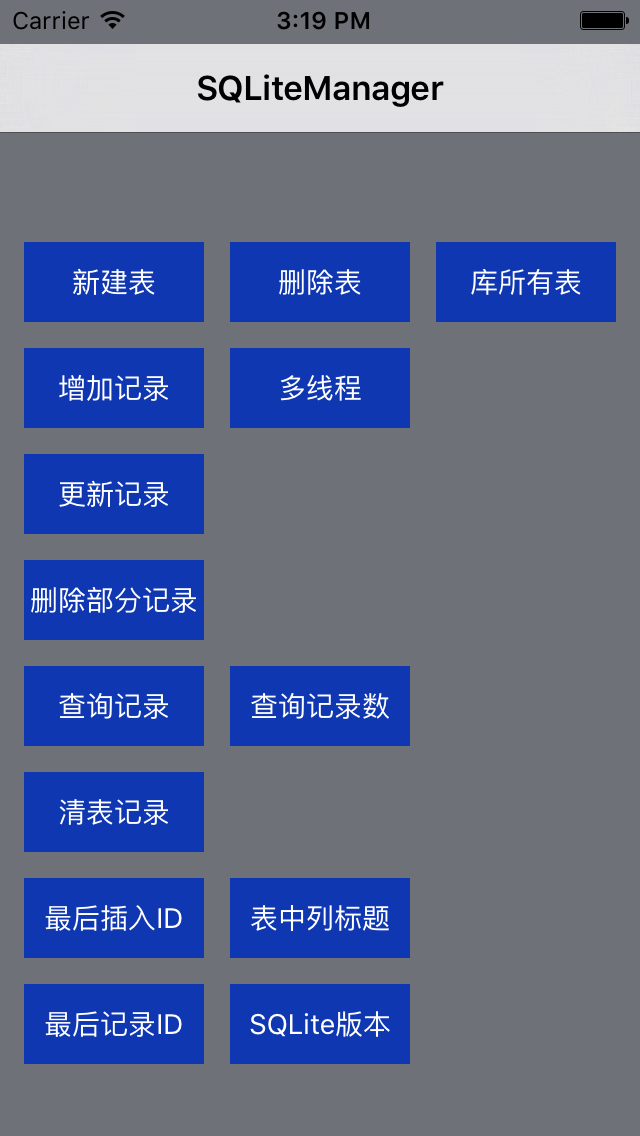 Carrier 3:19 PM
SQLiteManager
新建表 删除表 库所有表
增加记录 多线程
更新记录
删除部分记录
查询记录 查询记录数
清表记录
最后插入ID 表中列标题
最后记录ID SQLite版本